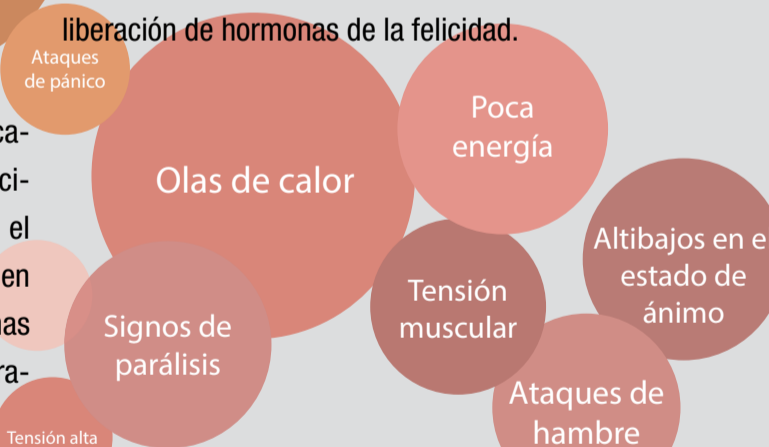 liberación de hormonas de la felicidad.
Ataques
de pánico
Poca
energía
ca-
Olas de calor
ci-
el
Altibajos en e
estado de
ánimo
en
Tensión
muscular
Signos de
parálisis
nas
ra-
Ataques de
hambre
Tensión alta